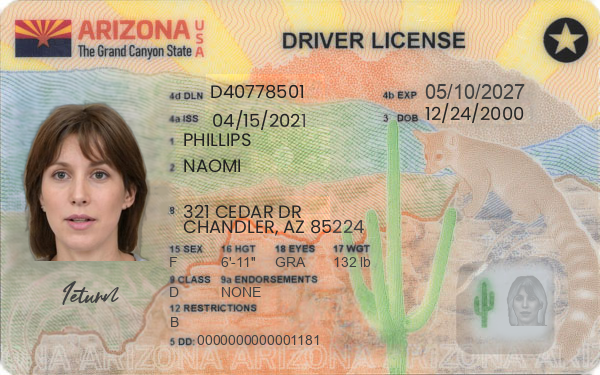 ARIZONA USA
The Grand Canyon State
DRIVER LICENSE
4d DLN D40778501
4b EXP 05/10/2027
4a ISS 04/15/2021
3 DOB 12/24/2000
1 PHILLIPS
2 NAOMI
8 321 CEDAR DR
CHANDLER, AZ 85224
15 SEX 16 HGT 18 EYES 17 WGT
F 6'-11" GRA 132 lb
9 CLASS 9a ENDORSEMENTS
D NONE
12 RESTRICTIONS
B
5 DD: 0000000000001181
ARIZONA ARIZONA ARIZONA ARIZONA